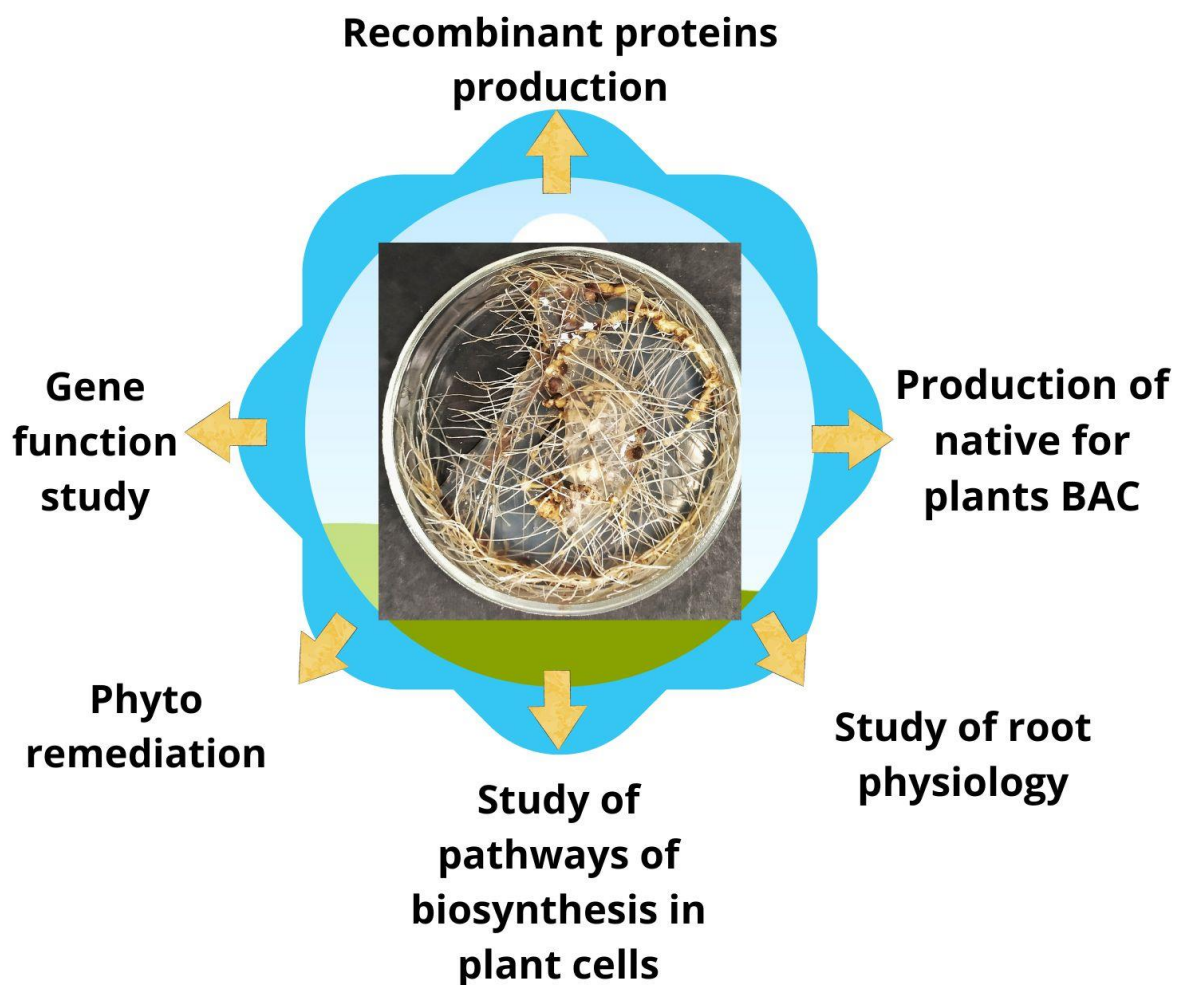 Recombinant proteins
production
Gene
function
study
Production of
native for
plants BAC
Phyto
remediation
Study of root
physiology
Study of
pathways of
biosynthesis in
plant cells